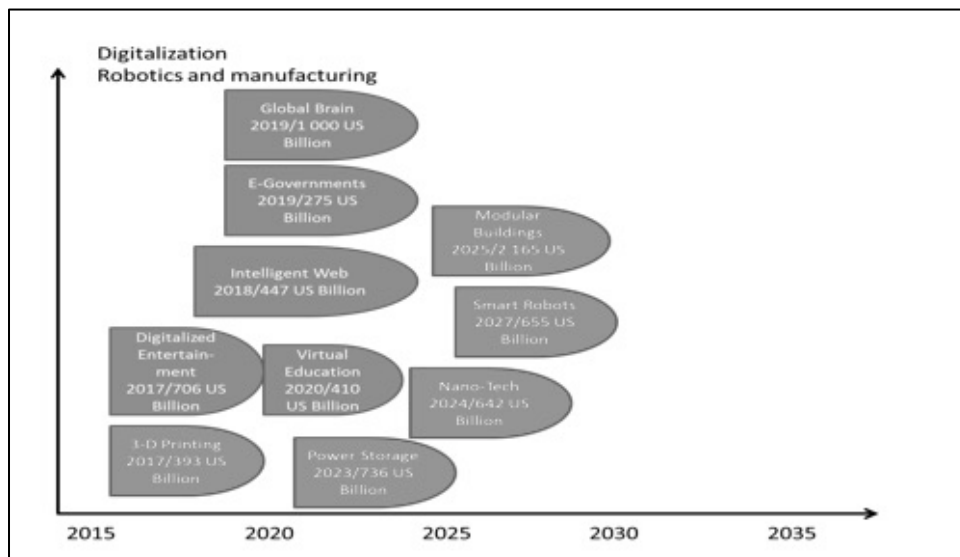 Digitalization
Robotics and manufacturing
Global Brain
2019/1 000 US
Billion
E-Governments
2019/275 US
Billion
Modular
Buildings
2025/2 165 US
Billion
Intelligent Web
2018/447 US Billion
Smart Robots
2027/655 US
Billion
Digitalized
Entertain-
ment
2017/706 US
Billion
Virtual
Education
2020/410
US Billion
Nano-Tech
2024/642 US
Billion
3-D Printing
2017/393 US
Billion
Power Storage
2023/736 US
Billion
2015
2020
2025
2030
2035